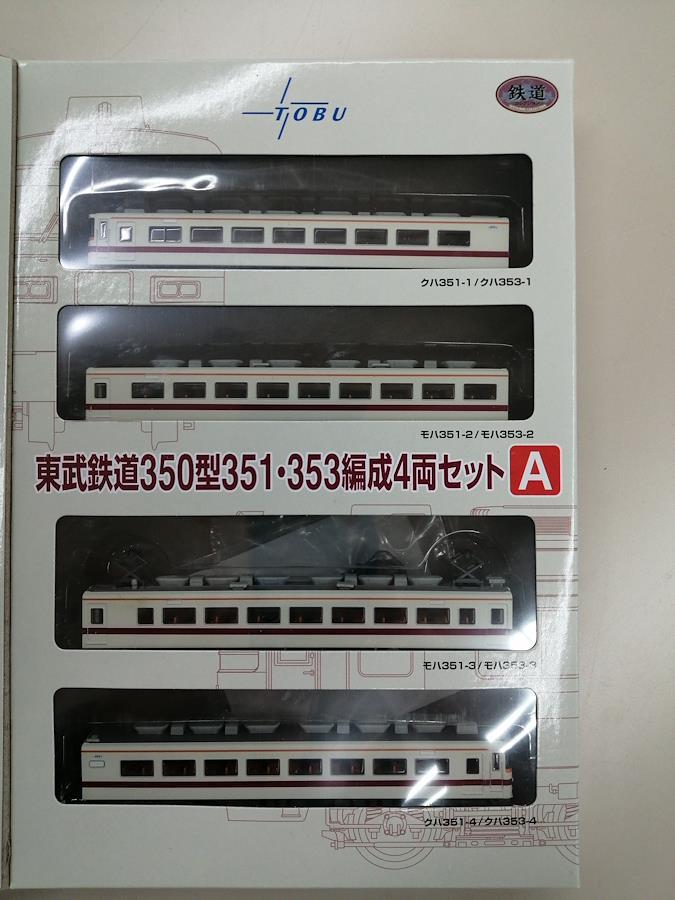 TOBU
鉄道
クハ351-1/クハ353-1
モハ351-2/モハ353-2
東武鉄道350型351・353編成4両セット A
モハ351-3/モハ353-3
クハ351-4/クハ353-4